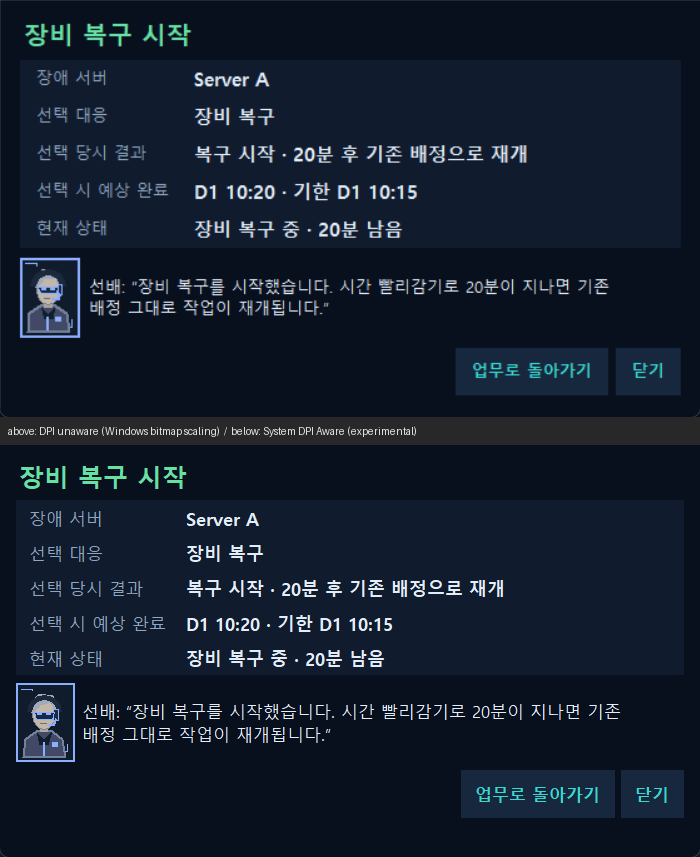 장비 복구 시작
장애 서버 Server A
선택 대응 장비 복구
선택 당시 결과 복구 시작 · 20분 후 기존 배정으로 재개
선택 시 예상 완료 D1 10:20 · 기한 D1 10:15
현재 상태 장비 복구 중 · 20분 남음
선배: “장비 복구를 시작했습니다. 시간 빨리감기로 20분이 지나면 기존
배정 그대로 작업이 재개됩니다.”
업무로 돌아가기 닫기
above: DPI unaware (Windows bitmap scaling) / below: System DPI Aware (experimental)
장비 복구 시작
장애 서버 Server A
선택 대응 장비 복구
선택 당시 결과 복구 시작 · 20분 후 기존 배정으로 재개
선택 시 예상 완료 D1 10:20 · 기한 D1 10:15
현재 상태 장비 복구 중 · 20분 남음
선배: “장비 복구를 시작했습니다. 시간 빨리감기로 20분이 지나면 기존
배정 그대로 작업이 재개됩니다.”
업무로 돌아가기 닫기